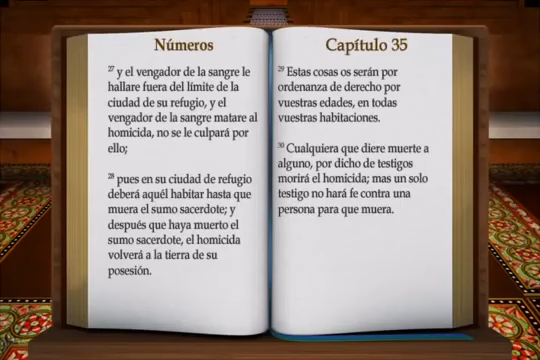 Números
27 y el vengador de la sangre le
hallare fuera del límite de la
ciudad de su refugio, y el
vengador de la sangre matare al
homicida, no se le culpará por
ello;
28 pues en su ciudad de refugio
deberá aquél habitar hasta que
muera el sumo sacerdote; y
después que haya muerto el
sumo sacerdote, el homicida
volverá a la tierra de su
posesión.
Capítulo 35
29 Estas cosas os serán por
ordenanza de derecho por
vuestras edades, en todas
vuestras habitaciones.
30 Cualquiera que diere muerte a
alguno, por dicho de testigos
morirá el homicida; mas un solo
testigo no hará fe contra una
persona para que muera.